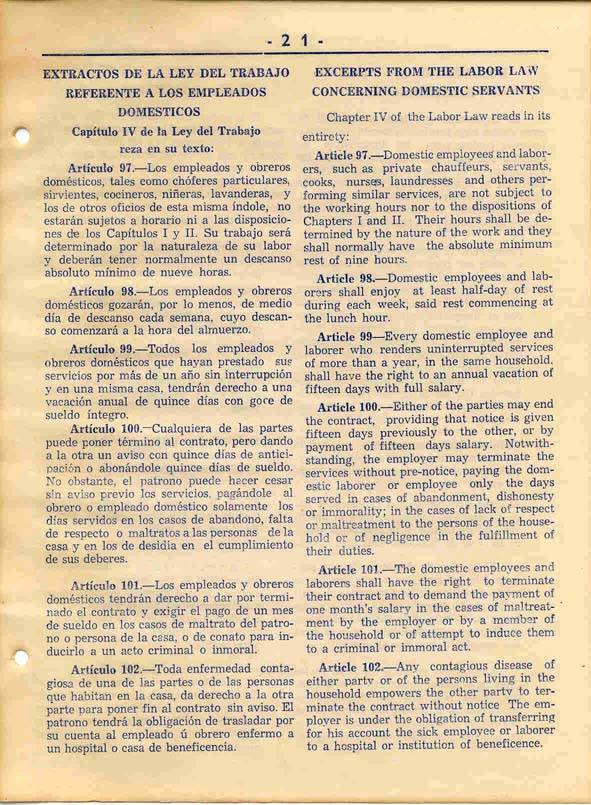 - 2 1 -
EXTRACTOS DE LA LEY DEL TRABAJO
REFERENTE A LOS EMPLEADOS
DOMESTICOS
Capítulo IV de la Ley del Trabajo
reza en su texto:
Artículo 97.—Los empleados y obreros
domésticos, tales como chóferes particulares,
sirvientes, cocineros, niñeras, lavanderas, y
los de otros oficios de esta misma índole, no
estarán sujetos a horario ni a las disposicio-
nes de los Capítulos I y II. Su trabajo será
determinado por la naturaleza de su labor
y deberán tener normalmente un descanso
absoluto mínimo de nueve horas.
Artículo 98.—Los empleados y obreros
domésticos gozarán, por lo menos, de medio
día de descanso cada semana, cuyo descan-
so comenzará a la hora del almuerzo.
Artículo 99.—Todos los empleados y
obreros domésticos que hayan prestado sus
servicios por más de un año sin interrupción
y en una misma casa, tendrán derecho a una
vacación anual de quince días con goce de
sueldo íntegro.
Artículo 100.—Cualquiera de las partes
puede poner término al contrato, pero dando
a la otra un aviso con quince días de antici-
pación o abonándole quince días de sueldo.
No obstante, el patrono puede hacer cesar
sin aviso previo los servicios, pagándole al
obrero o empleado doméstico solamente los
días servidos en los casos de abandono, falta
de respeto o maltratos a las personas de la
casa y en los de desidia en el cumplimiento
de sus deberes.
Artículo 101.—Los empleados y obreros
domésticos tendrán derecho a dar por termi-
nado el contrato y exigir el pago de un mes
de sueldo en los casos de maltrato del patro-
no o persona de la casa, o de conato para in-
ducirlo a un acto criminal o inmoral.
Artículo 102.—Toda enfermedad conta-
giosa de una de las partes o de las personas
que habitan en la casa, da derecho a la otra
parte para poner fin al contrato sin aviso. El
patrono tendrá la obligación de trasladar por
su cuenta al empleado ú obrero enfermo a
un hospital o casa de beneficencia.
EXCERPTS FROM THE LABOR LAW
CONCERNING DOMESTIC SERVANTS
Chapter IV of the Labor Law reads in its
entirety:
Article 97.—Domestic employees and labor-
ers, such as private chauffeurs, servants,
cooks, nurses, laundresses and others per-
forming similar services, are not subject to
the working hours nor to the dispositions of
Chapters I and II. Their hours shall be de-
termined by the nature of the work and they
shall normally have the absolute minimum
rest of nine hours.
Article 98.—Domestic employees and lab-
orers shall enjoy at least half-day of rest
during each week, said rest commencing at
the lunch hour.
Article 99—Every domestic employee and
laborer who renders uninterrupted services
of more than a year, in the same household,
shall have the right to an annual vacation of
fifteen days with full salary.
Article 100.—Either of the parties may end
the contract, providing that notice is given
fifteen days previously to the other, or by
payment of fifteen days salary. Notwith-
standing, the employer may terminate the
services without pre-notice, paying the dom-
estic laborer or employee only the days
served in cases of abandonment, dishonesty
or immorality; in the cases of lack of respect
or maltreatment to the persons of the house-
hold or of negligence in the fulfillment of
their duties.
Article 101.—The domestic employees and
laborers shall have the right to terminate
their contract and to demand the payment of
one month's salary in the cases of maltreat-
ment by the employer or by a member of
the household or of attempt to induce them
to a criminal or immoral act.
Article 102.—Any contagious disease of
either party or of the persons living in the
household empowers the other party to ter-
minate the contract without notice The em-
ployer is under the obligation of transferring
for his account the sick employee or laborer
to a hospital or institution of beneficence.